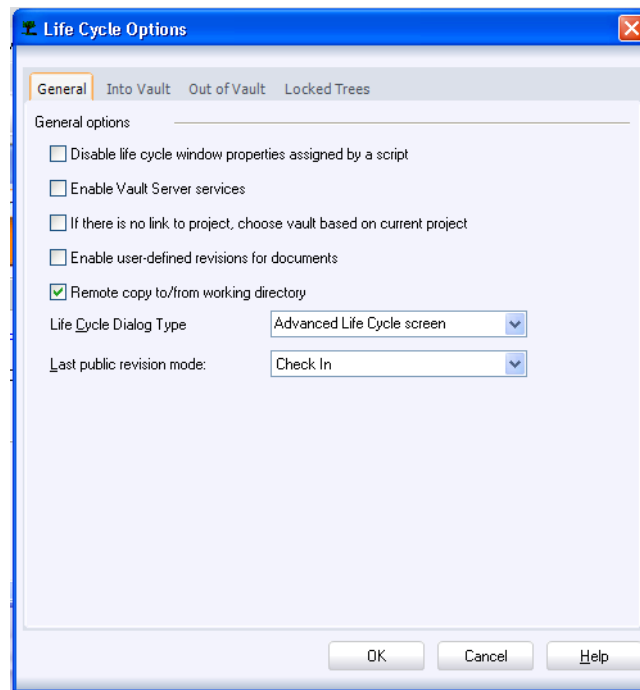 Life Cycle Options
General Into Vault Out of Vault Locked Trees
General options
Disable life cycle window properties assigned by a script
Enable Vault Server services
If there is no link to project, choose vault based on current project
Enable user-defined revisions for documents
Remote copy to/from working directory
Life Cycle Dialog Type Advanced Life Cycle screen
Last public revision mode: Check In
OK Cancel Help